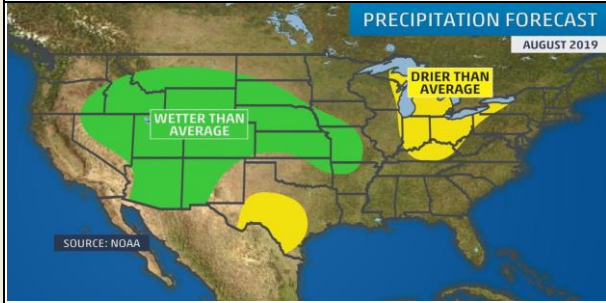 PRECIPITATION FORECAST
AUGUST 2019
DRIER THAN
AVERAGE
WETTER THAN
AVERAGE
SOURCE: NOAA